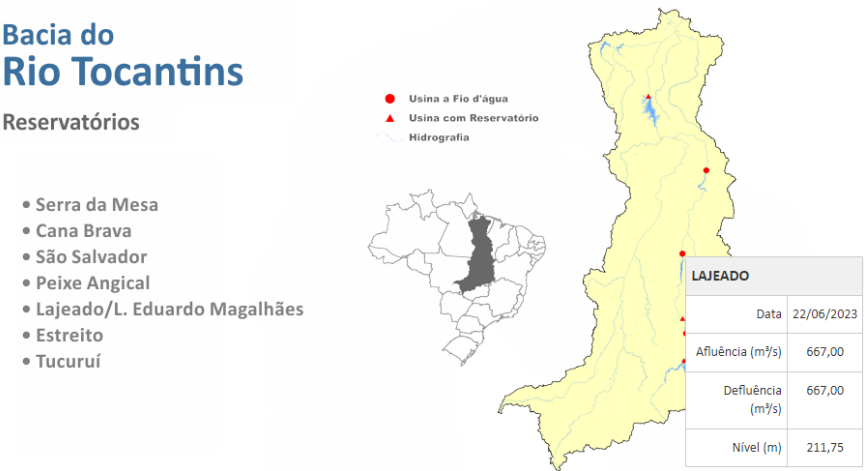 Bacia do
Rio Tocantins
Reservatórios
• Serra da Mesa
• Cana Brava
• São Salvador
• Peixe Angical
• Lajeado/L. Eduardo Magalhães
• Estreito
• Tucuruí
Usina a Fio d'água
Usina com Reservatório
Hidrografia
LAJEADO
Data 22/06/2023
Afluência (m³/s) 667,00
Defluência
(m³/s) 667,00
Nível (m) 211,75